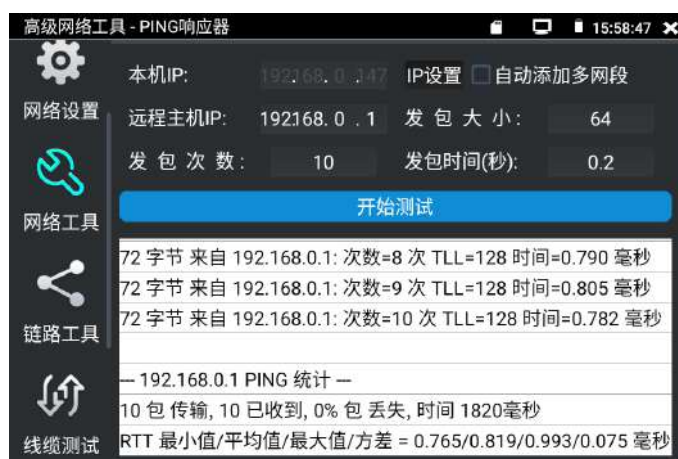 高级网络工具 - PING响应器 15:58:47
本机IP: 192.168. 0 .147 IP设置 自动添加多网段
网络设置
远程主机IP: 192.168. 0 . 1 发 包 大 小: 64
发 包 次 数: 10 发包时间(秒): 0.2
开始测试
网络工具
72 字节 来自 192.168.0.1: 次数=8 次 TLL=128 时间=0.790 毫秒
72 字节 来自 192.168.0.1: 次数=9 次 TLL=128 时间=0.805 毫秒
72 字节 来自 192.168.0.1: 次数=10 次 TLL=128 时间=0.782 毫秒
链路工具
--- 192.168.0.1 PING 统计 ---
10 包 传输, 10 已收到, 0% 包 丢失, 时间 1820毫秒
RTT 最小值/平均值/最大值/方差 = 0.765/0.819/0.993/0.075 毫秒
线缆测试